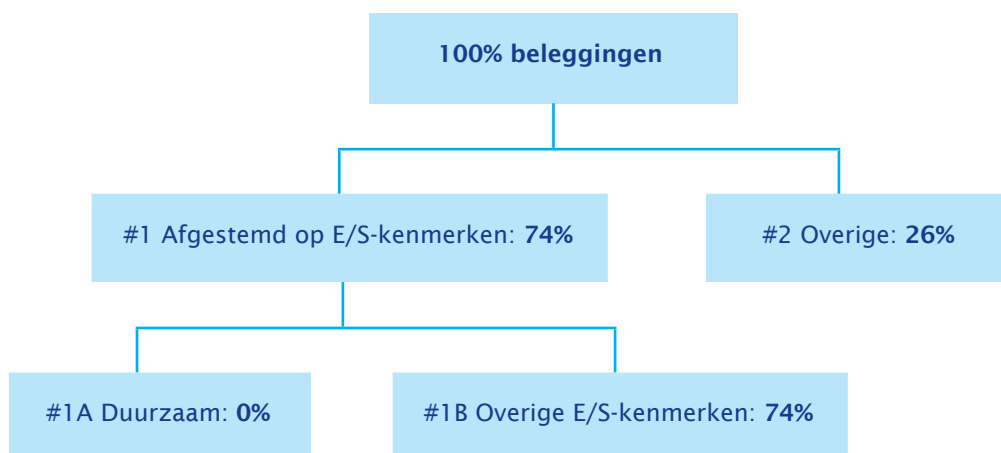 100% beleggingen
#1 Afgestemd op E/S-kenmerken: 74%
#2 Overige: 26%
#1A Duurzaam: 0%
#1B Overige E/S-kenmerken: 74%